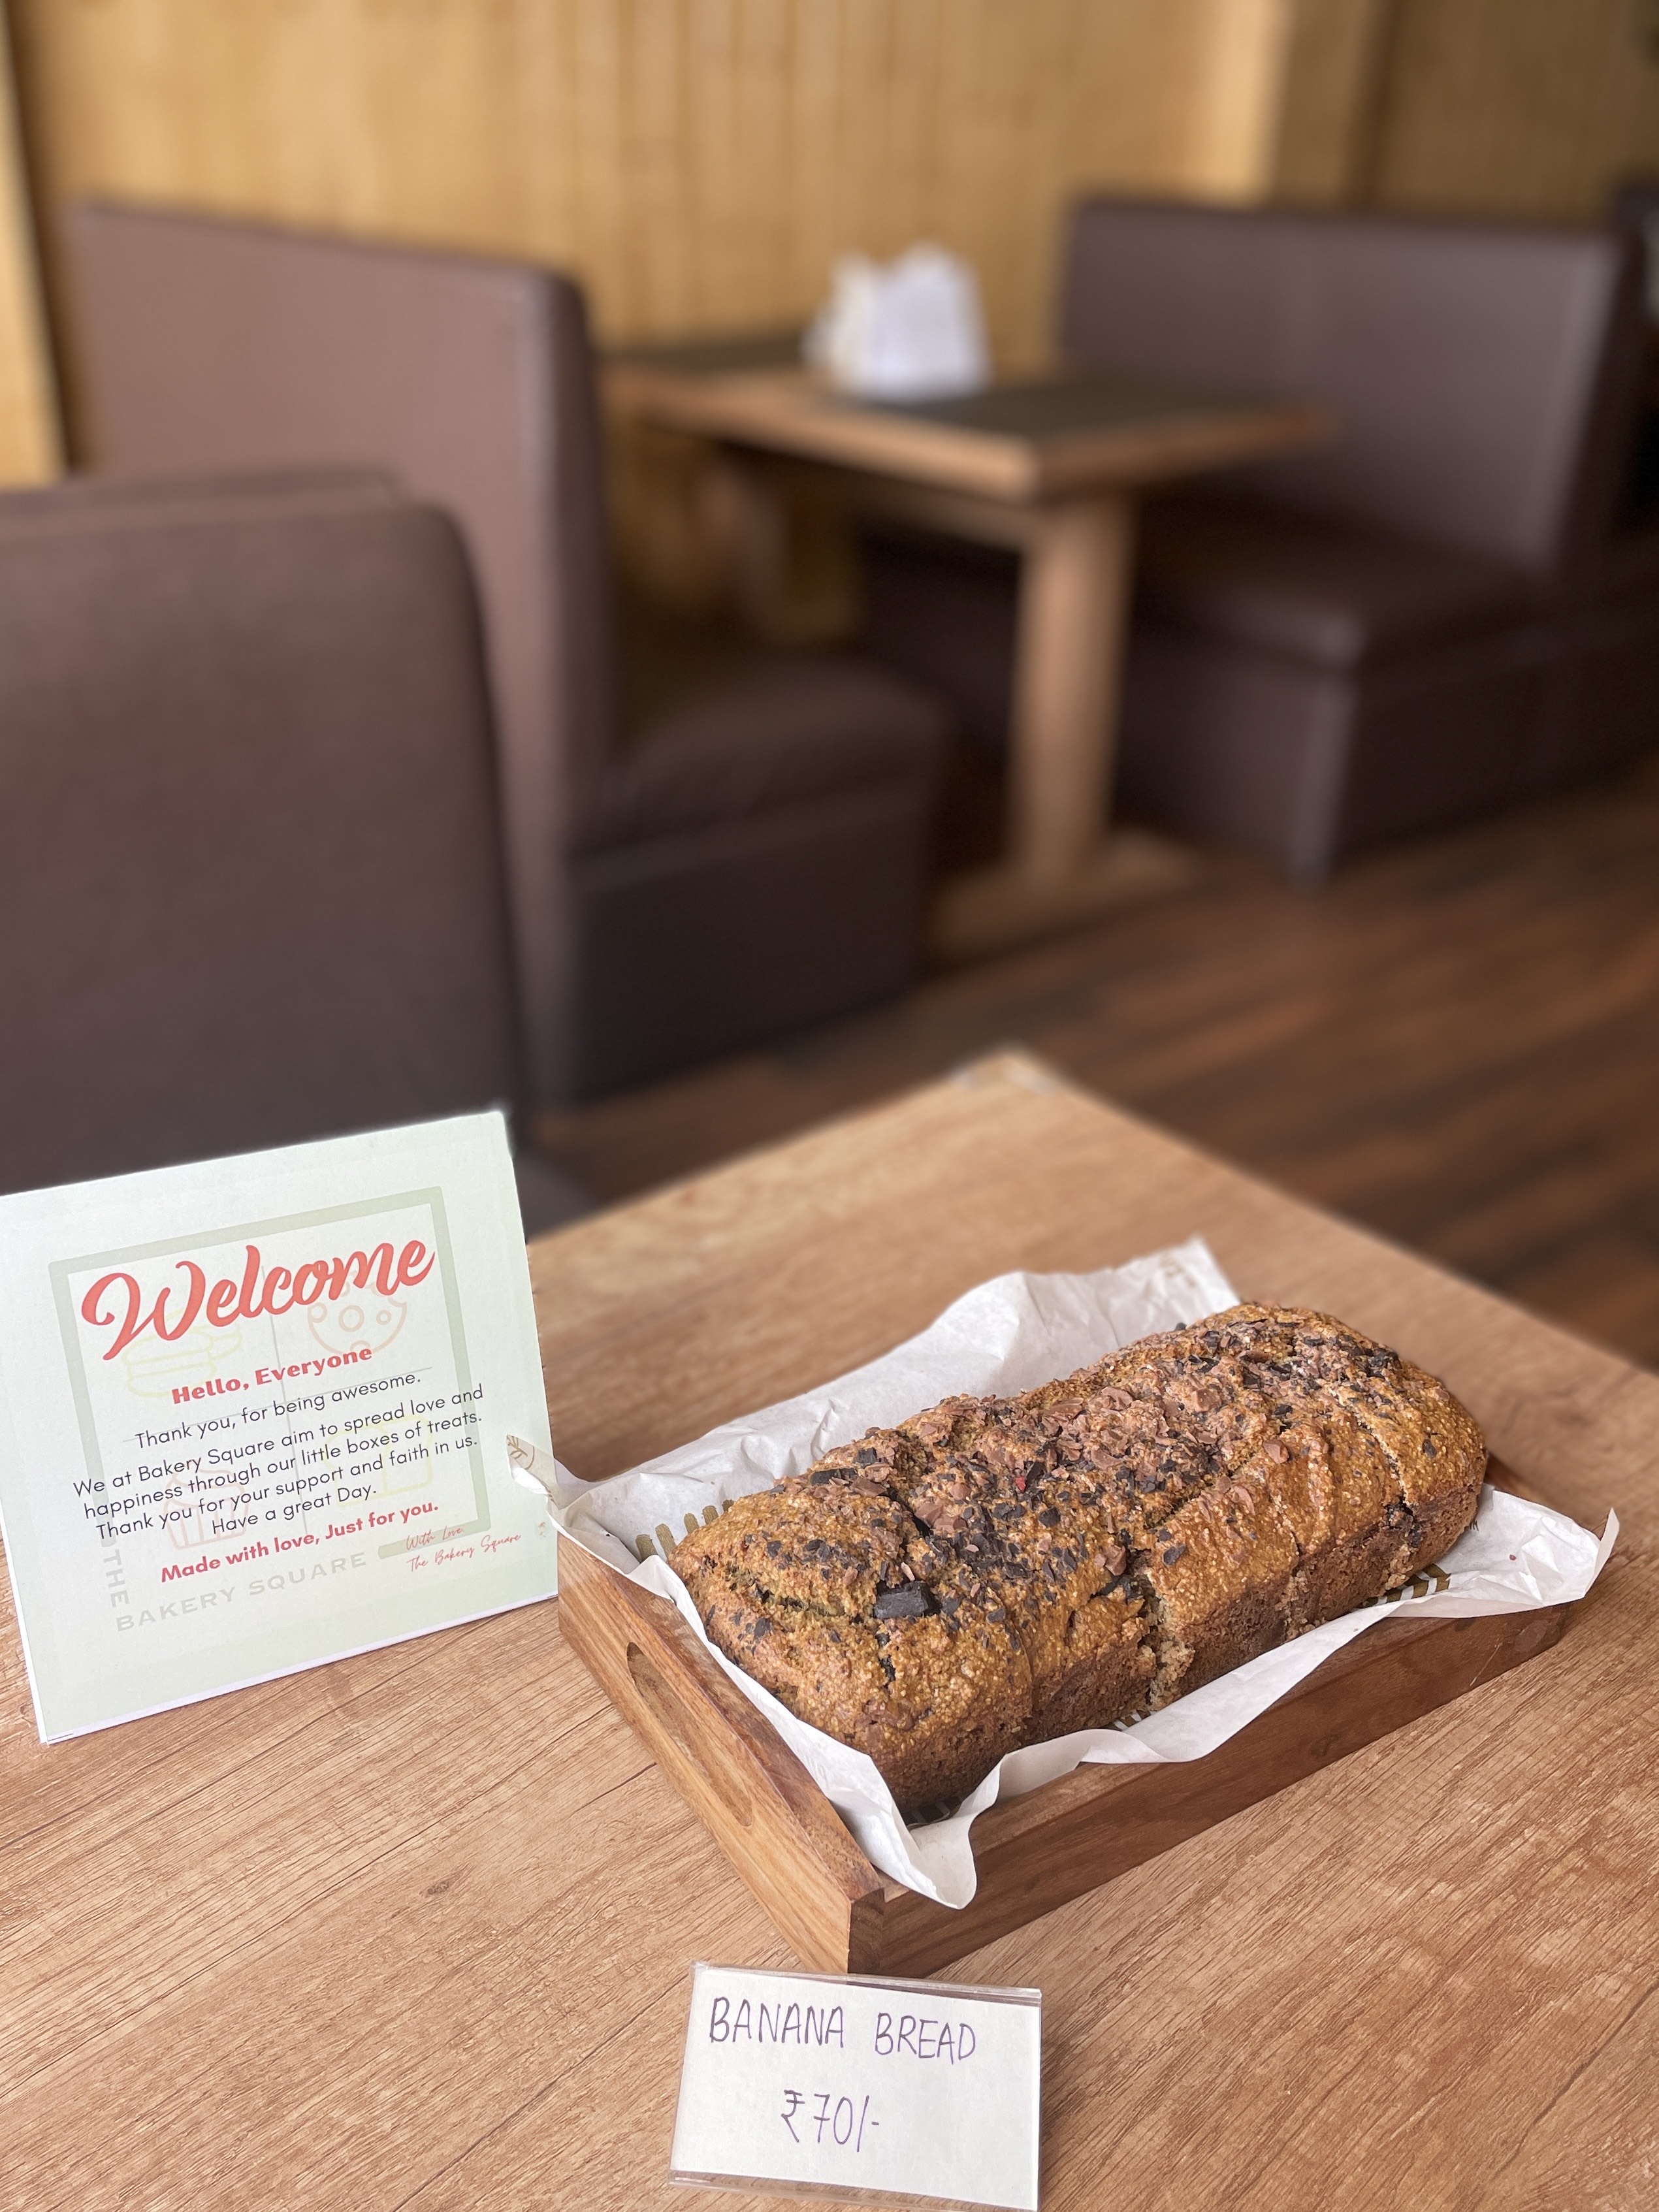 Welcome
Hello, Everyone
Thank you, for being awesome.
We at Bakery Square aim to spread love and
happiness through our little boxes of treats.
Thank you for your support and faith in us.
Have a great Day.
Made with love, Just for you.
With Love
The Bakery Square
THE
BAKERY SQUARE
BANANA BREAD
₹70/-